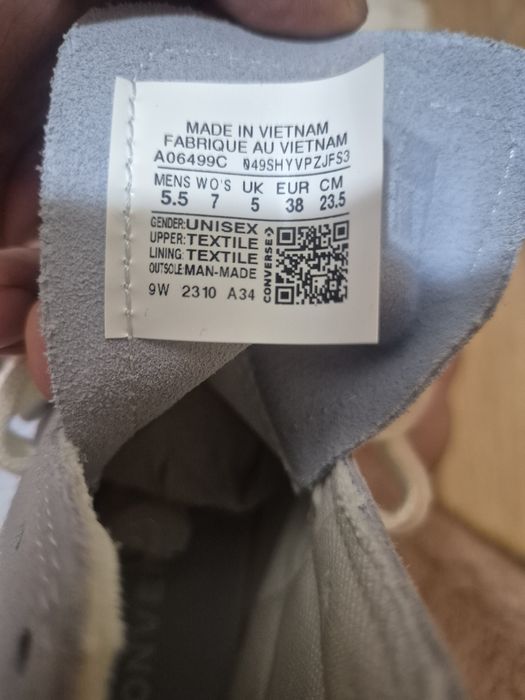 MADE IN VIETNAM
FABRIQUE AU VIETNAM
A06499C 049SHYVPZJFS3
MENS WO'S UK EUR CM
5.5 7 5 38 23.5
GENDER: UNISEX
UPPER: TEXTILE
LINING: TEXTILE
OUTSOLE: MAN-MADE
9W 2310 A34
CONVERSE